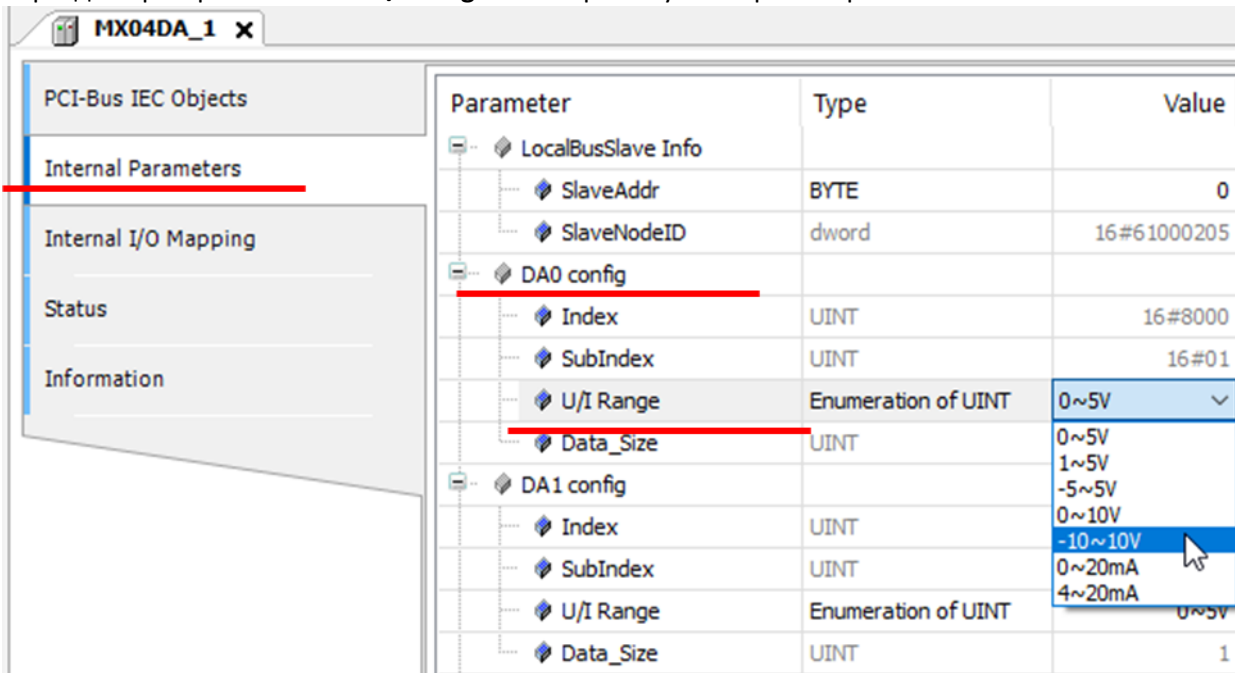 MX04DA_1 X
PCI-Bus IEC Objects
Internal Parameters
Internal I/O Mapping
Status
Information
Parameter Type Value
LocalBusSlave Info
SlaveAddr BYTE 0
SlaveNodeID dword 16#61000205
DA0 config
Index UINT 16#8000
SubIndex UINT 16#01
U/I Range Enumeration of UINT 0~5V
Data_Size UINT
0~5V
1~5V
-5~5V
0~10V
-10~10V
0~20mA
4~20mA
DA1 config
Index UINT
SubIndex UINT
U/I Range Enumeration of UINT 0~5V
Data_Size UINT 1